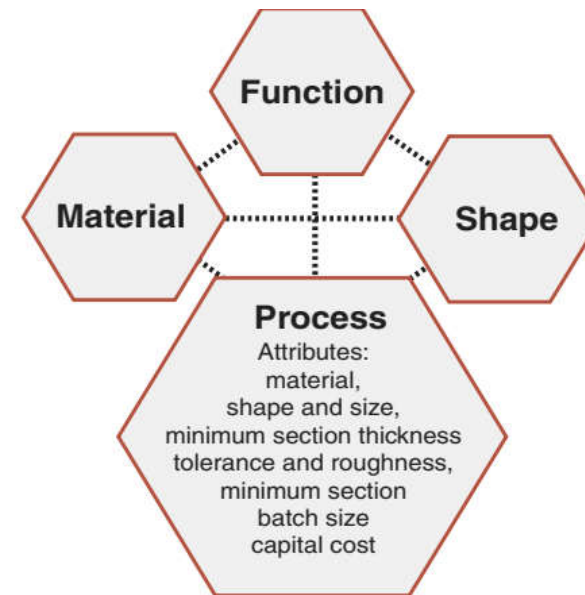 Function
Material
Shape
Process
Attributes:
material,
shape and size,
minimum section thickness
tolerance and roughness,
minimum section
batch size
capital cost